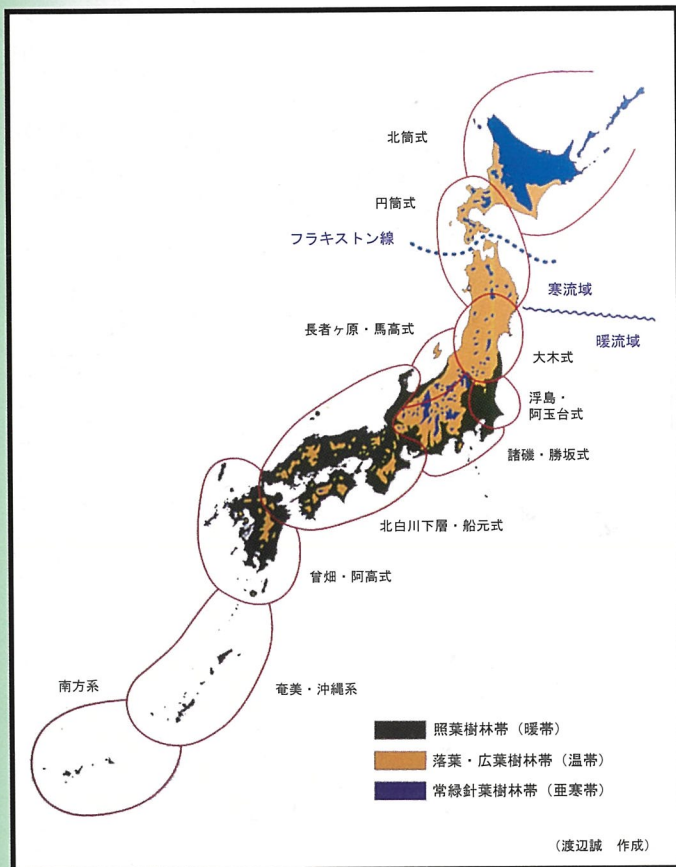 北筒式
円筒式
フラキストン線
寒流域
長者ヶ原・馬高式
暖流域
大木式
浮島・
阿玉台式
諸磯・勝坂式
北白川下層・船元式
曾畑・阿高式
奄美・沖縄系
南方系
照葉樹林帯（暖帯）
落葉・広葉樹林帯（温帯）
常緑針葉樹林帯（亜寒帯）
（渡辺誠　作成）